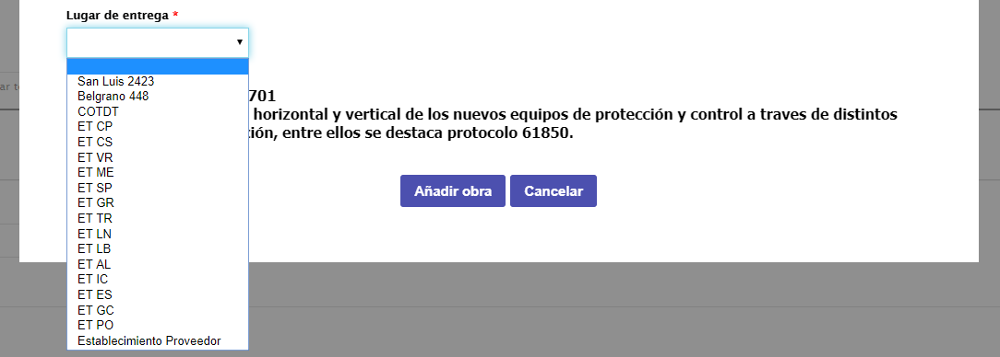 Lugar de entrega *
San Luis 2423
Belgrano 448
COTDT
ET CP
ET CS
ET VR
ET ME
ET SP
ET GR
ET TR
ET LN
ET LB
ET AL
ET IC
ET ES
ET GC
ET PO
Establecimiento Proveedor
701
horizontal y vertical de los nuevos equipos de protección y control a traves de distintos
ción, entre ellos se destaca protocolo 61850.
Añadir obra Cancelar